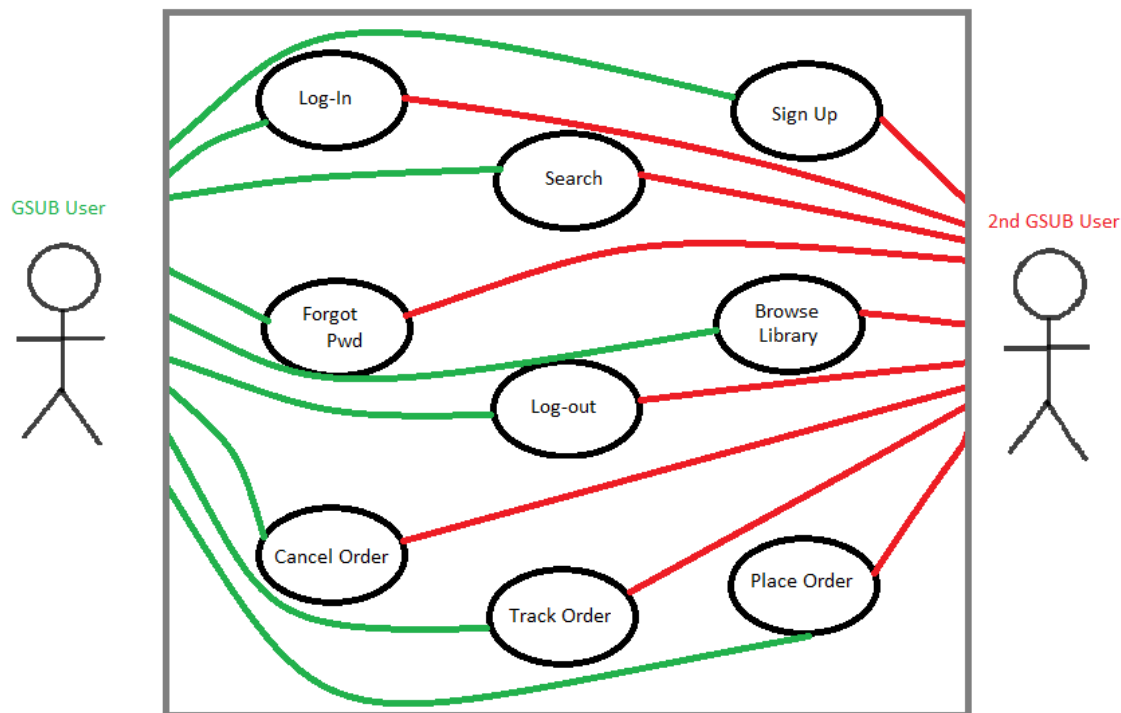 Log-In
Sign Up
Search
GSUB User
2nd GSUB User
Forgot
Pwd
Browse
Library
Log-out
Cancel Order
Track Order
Place Order